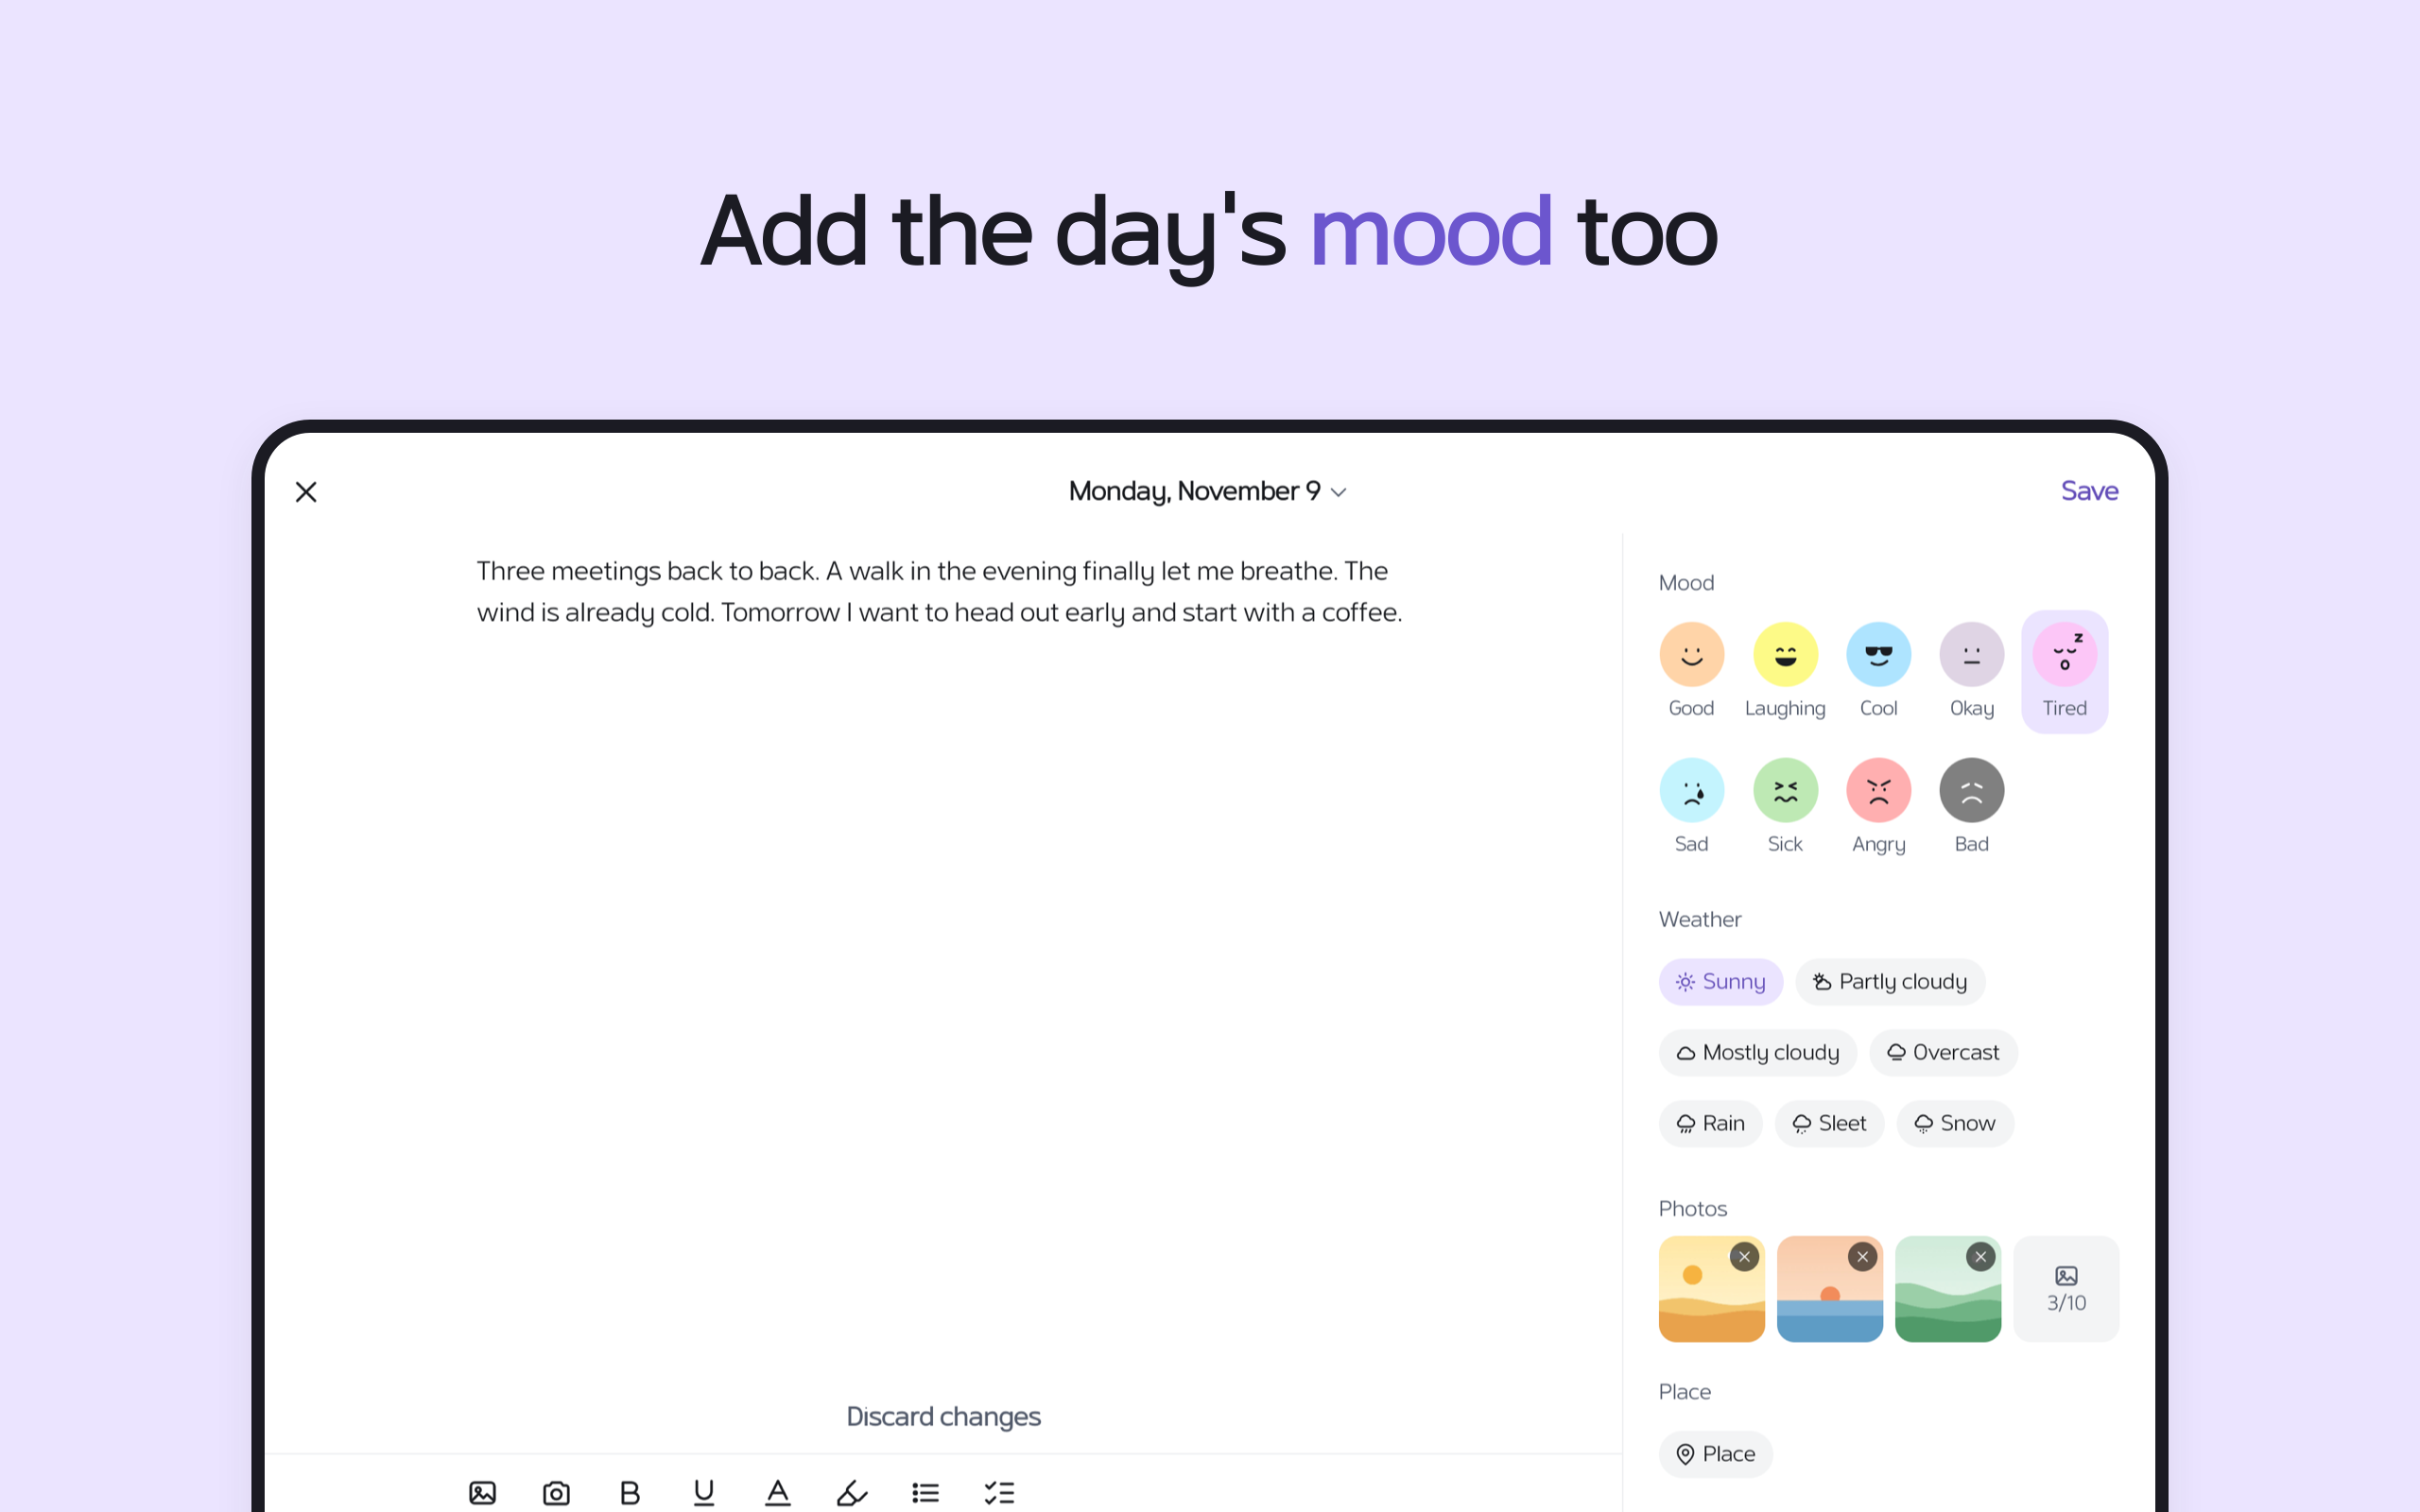 Add the day's mood too
Monday, November 9
Save
Three meetings back to back. A walk in the evening finally let me breathe. The
wind is already cold. Tomorrow I want to head out early and start with a coffee.
Discard changes
B U A
Mood
Good Laughing Cool Okay Tired
Sad Sick Angry Bad
Weather
Sunny Partly cloudy
Mostly cloudy Overcast
Rain Sleet Snow
Photos
3/10
Place
Place